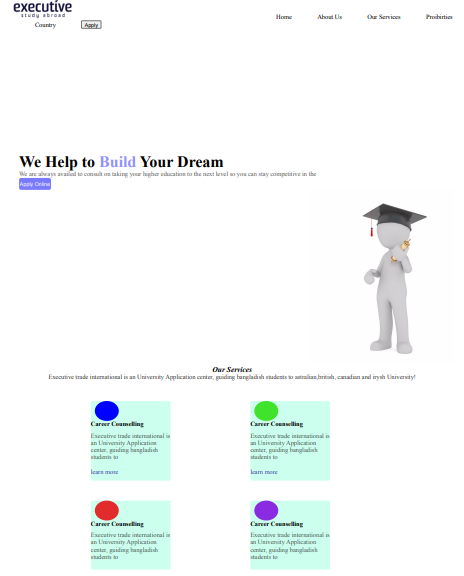 executive
study abroad
Home About Us Our Services Proibirties
Country Apply
We Help to Build Your Dream
We are always availed to consult on taking your higher education to the next level so you can stay competitive in the
Apply Online
Our Services
Executive trade international is an University Application center, guiding bangladish students to astralian,british, canadian and irysh University!
Career Counselling
Executive trade international is
an University Application
center, guiding bangladish
students to
learn more
Career Counselling
Executive trade international is
an University Application
center, guiding bangladish
students to
learn more
Career Counselling
Executive trade international is
an University Application
center, guiding bangladish
students to
Career Counselling
Executive trade international is
an University Application
center, guiding bangladish
students to